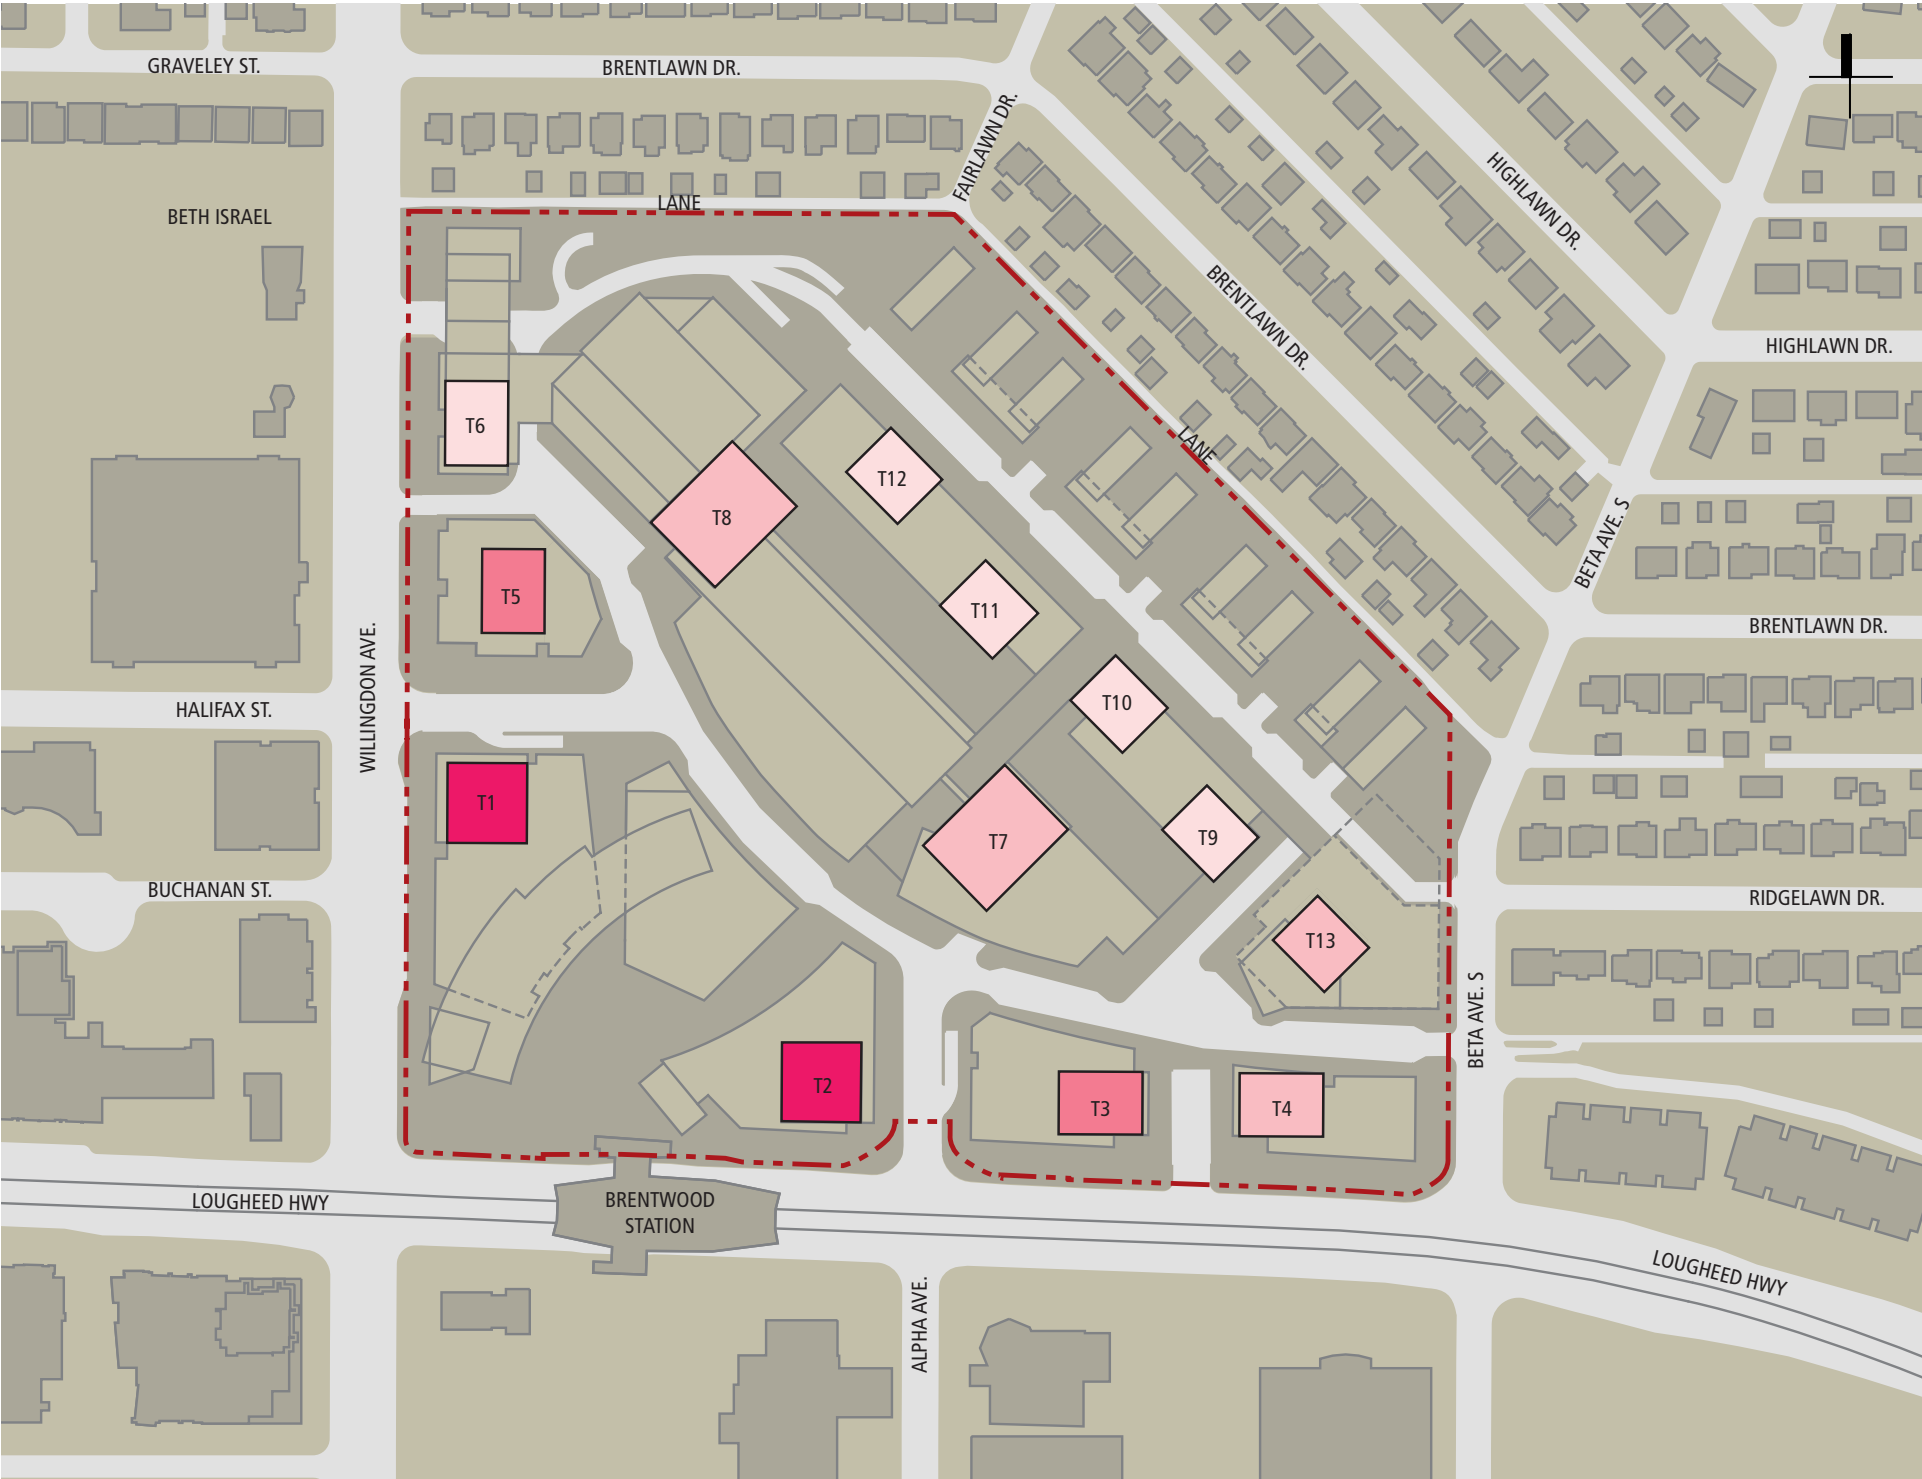 GRAVELEY ST.
BRENTLAWN DR.
FAIRLAWN DR.
HIGHLAWN DR.
LANE
BETH ISRAEL
BRENTLAWN DR.
HIGHLAWN DR.
T6
LANE
T12
T8
BETA AVE. S
T5
T11
BRENTLAWN DR.
WILLINGDON AVE.
HALIFAX ST.
T10
T1
T7
T9
BUCHANAN ST.
RIDGELAWN DR.
T13
BETA AVE. S
T2
T3
T4
LOUGHEED HWY
BRENTWOOD
STATION
LOUGHEED HWY
ALPHA AVE.